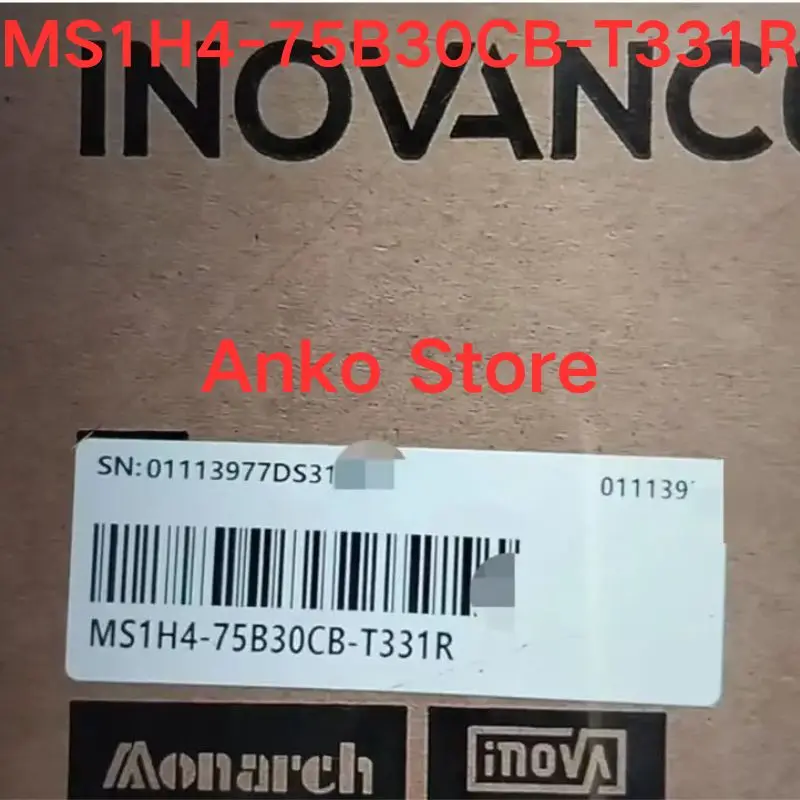 MS1H4-75B30CB-T331R
INOVANC
Anko Store
SN:01113977DS31
011139
MS1H4-75B30CB-T331R
Monarch
inovA